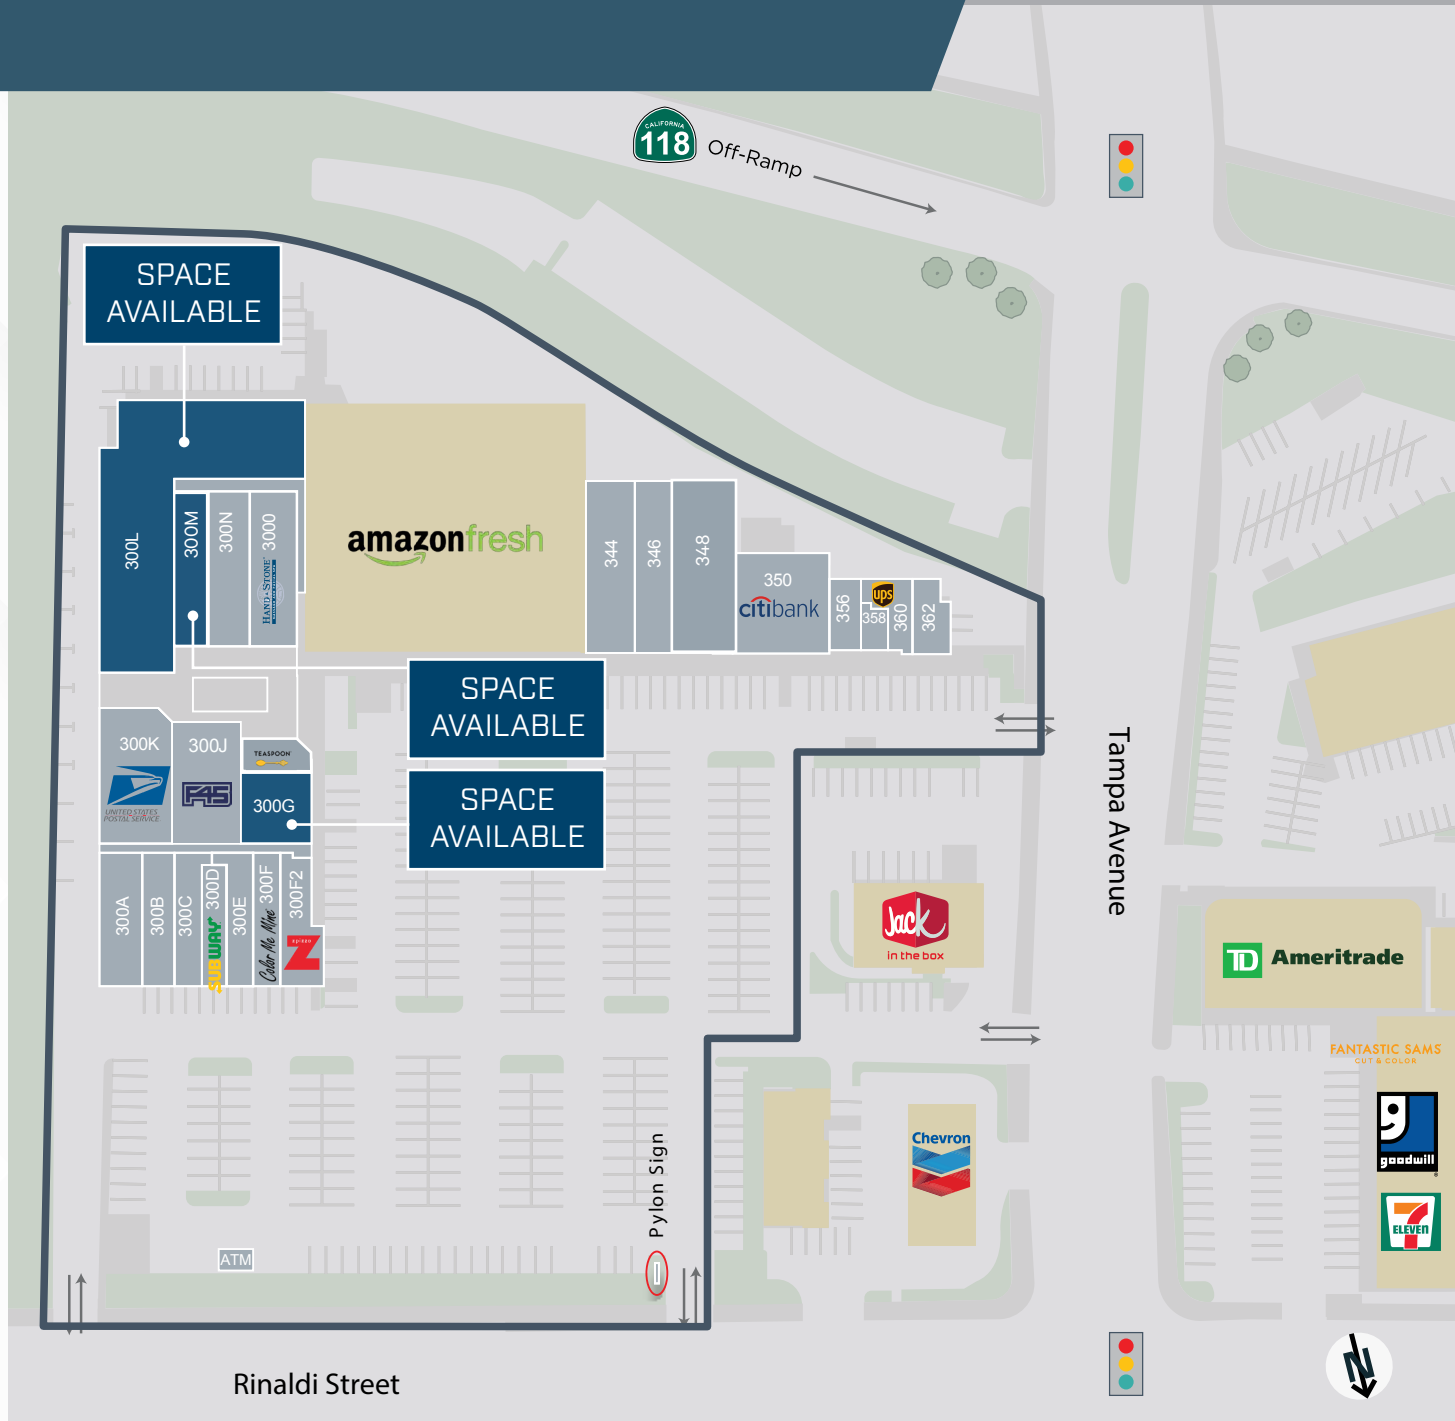 CALIFORNIA
118
Off-Ramp
SPACE
AVAILABLE
300L
300M
300N
3000
HAND & STONE
amazonfresh
344
346
348
350
citibank
356
ups
358
360
362
SPACE
AVAILABLE
300K
UNITED STATES
POSTAL SERVICE
300J
F45
TEASPOON
300G
SPACE
AVAILABLE
Tampa Avenue
300A
300B
300C
300D
SUBWAY
300E
300F
Color Me Mine
300F2
Z
Jack
in the box
TD Ameritrade
FANTASTIC SAMS
CUT & COLOR
Chevron
goodwill
7
ELEVEN
Pylon Sign
ATM
Rinaldi Street
N